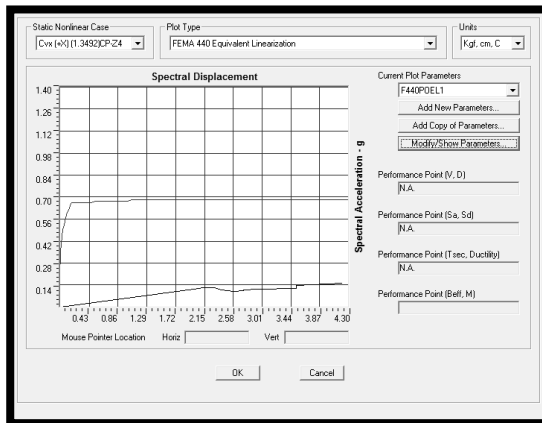 Static Nonlinear Case
Cvx (+X) (1.3492)CP-Z4
Plot Type
FEMA 440 Equivalent Linearization
Units
Kgf, cm, C
Spectral Displacement
1.40
1.26
1.12
0.98
0.84
0.70
0.56
0.42
0.28
0.14
0.43 0.86 1.29 1.72 2.15 2.58 3.01 3.44 3.87 4.30
Spectral Acceleration - g
Mouse Pointer Location Horiz Vert
Current Plot Parameters
F440POEL1
Add New Parameters...
Add Copy of Parameters...
Modify/Show Parameters...
Performance Point (V, D)
N.A.
Performance Point (Sa, Sd)
N.A.
Performance Point (Tsec, Ductility)
N.A.
Performance Point (Beff, M)
OK Cancel